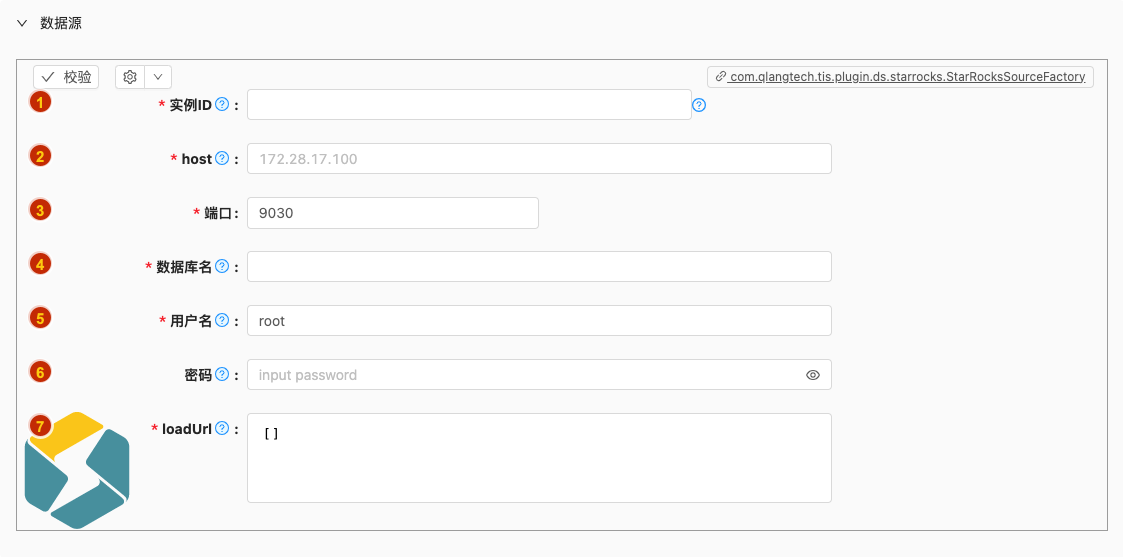 数据源
校验
com.qlangtech.tis.plugin.ds.starrocks.StarRocksSourceFactory
1 * 实例ID ? : ?
2 * host ? : 172.28.17.100
3 * 端口 : 9030
4 * 数据库名 ? :
5 * 用户名 ? : root
6 密码 ? : input password
7 * loadUrl ? : []